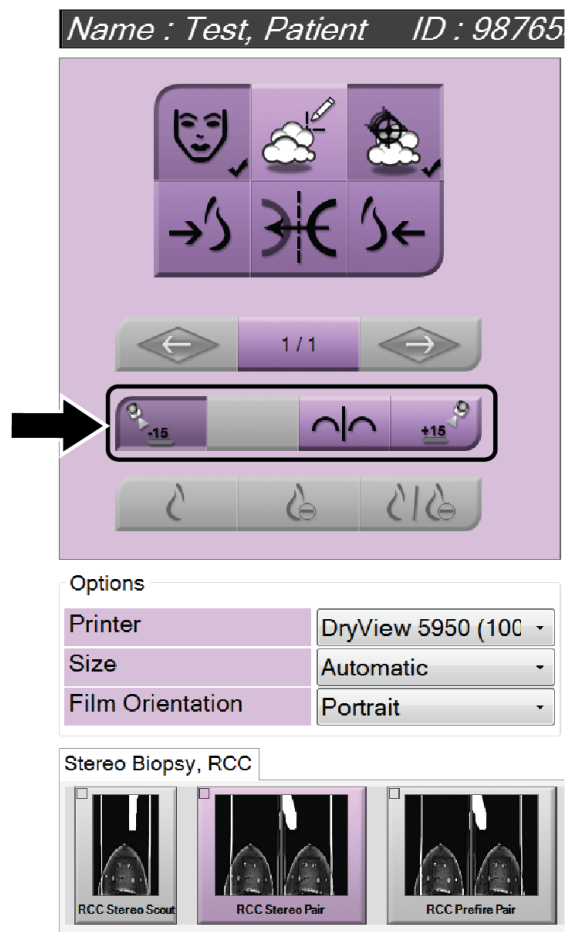 Name : Test, Patient ID : 98765
1 / 1
-15 +15
Options
Printer DryView 5950 (100
Size Automatic
Film Orientation Portrait
Stereo Biopsy, RCC
RCC Stereo Scout RCC Stereo Pair RCC Prefire Pair